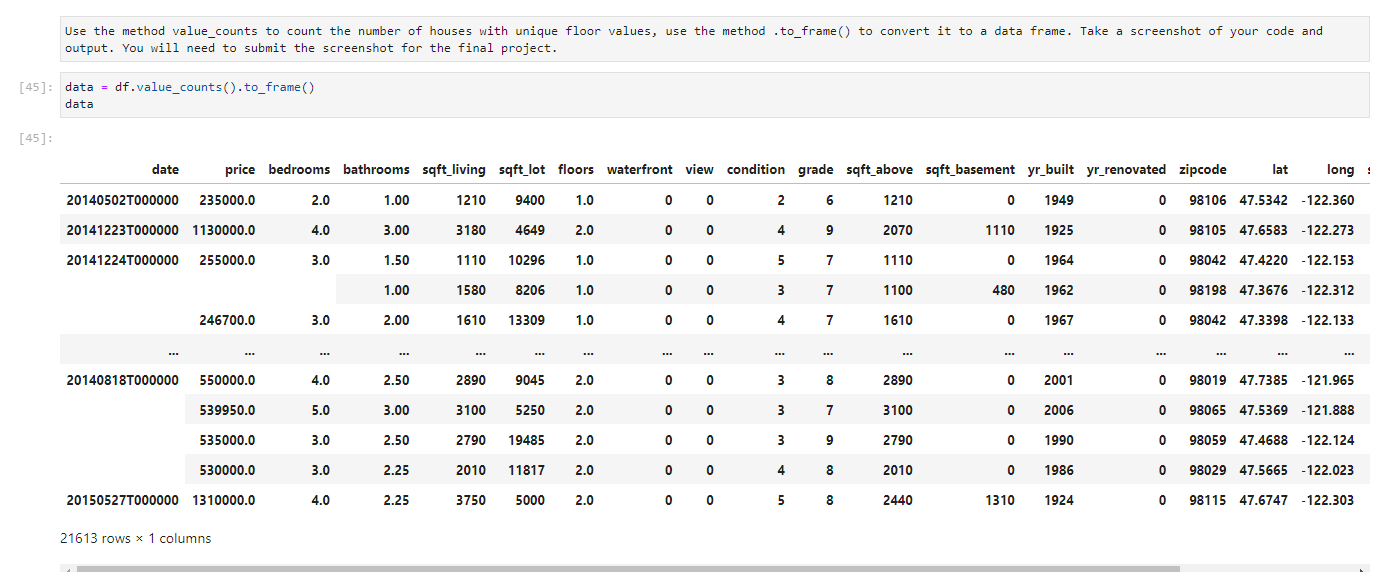 Use the method value_counts to count the number of houses with unique floor values, use the method .to_frame() to convert it to a data frame. Take a screenshot of your code and
output. You will need to submit the screenshot for the final project.
[45]: data = df.value_counts().to_frame()
data
[45]:
date price bedrooms bathrooms sqft_living sqft_lot floors waterfront view condition grade sqft_above sqft_basement yr_built yr_renovated zipcode lat long
20140502T000000 235000.0 2.0 1.00 1210 9400 1.0 0 0 2 6 1210 0 1949 0 98106 47.5342 -122.360
20141223T000000 1130000.0 4.0 3.00 3180 4649 2.0 0 0 4 9 2070 1110 1925 0 98105 47.6583 -122.273
20141224T000000 255000.0 3.0 1.50 1110 10296 1.0 0 0 5 7 1110 0 1964 0 98042 47.4220 -122.153
1.00 1580 8206 1.0 0 0 3 7 1100 480 1962 0 98198 47.3676 -122.312
246700.0 3.0 2.00 1610 13309 1.0 0 0 4 7 1610 0 1967 0 98042 47.3398 -122.133
... ... ... ... ... ... ... ... ... ... ... ... ... ... ... ... ... ...
20140818T000000 550000.0 4.0 2.50 2890 9045 2.0 0 0 3 8 2890 0 2001 0 98019 47.7385 -121.965
539950.0 5.0 3.00 3100 5250 2.0 0 0 3 7 3100 0 2006 0 98065 47.5369 -121.888
535000.0 3.0 2.50 2790 19485 2.0 0 0 3 9 2790 0 1990 0 98059 47.4688 -122.124
530000.0 3.0 2.25 2010 11817 2.0 0 0 4 8 2010 0 1986 0 98029 47.5665 -122.023
20150527T000000 1310000.0 4.0 2.25 3750 5000 2.0 0 0 5 8 2440 1310 1924 0 98115 47.6747 -122.303
21613 rows × 1 columns